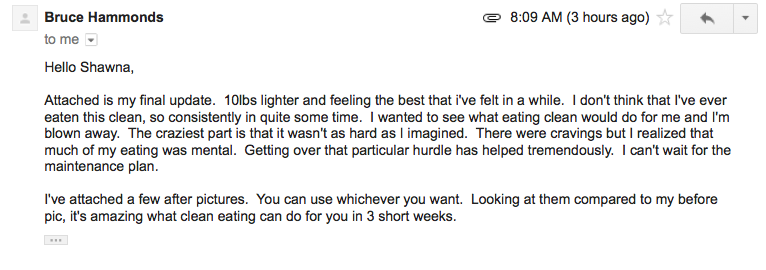 Bruce Hammonds 8:09 AM (3 hours ago)
to me
Hello Shawna,
Attached is my final update.  10lbs lighter and feeling the best that i've felt in a while.  I don't think that I've ever
eaten this clean, so consistently in quite some time.  I wanted to see what eating clean would do for me and I'm
blown away.  The craziest part is that it wasn't as hard as I imagined.  There were cravings but I realized that
much of my eating was mental.  Getting over that particular hurdle has helped tremendously.  I can't wait for the
maintenance plan.
I've attached a few after pictures.  You can use whichever you want.  Looking at them compared to my before
pic, it's amazing what clean eating can do for you in 3 short weeks.